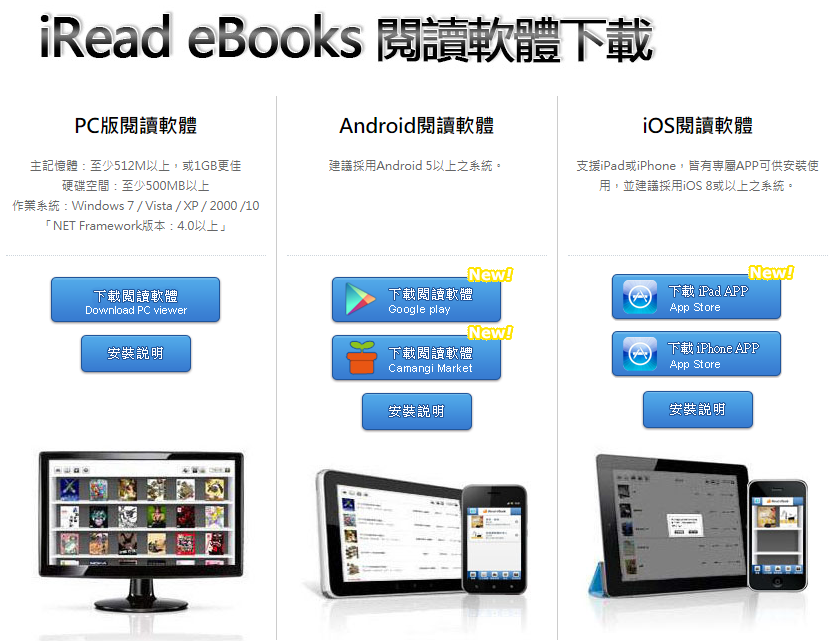 iRead eBooks 閱讀軟體下載
PC版閱讀軟體
主記憶體：至少512M以上，或1GB更佳
硬碟空間：至少500MB以上
作業系統：Windows 7 / Vista / XP / 2000 /10
「NET Framework版本：4.0以上」
下載閱讀軟體
Download PC viewer
安裝說明
Android閱讀軟體
建議採用Android 5以上之系統。
New!
下載閱讀軟體
Google play
New!
下載閱讀軟體
Camangi Market
安裝說明
iOS閱讀軟體
支援iPad或iPhone，皆有專屬APP可供安裝使
用，並建議採用iOS 8或以上之系統。
New!
下載 iPad APP
App Store
下載 iPhone APP
App Store
安裝說明